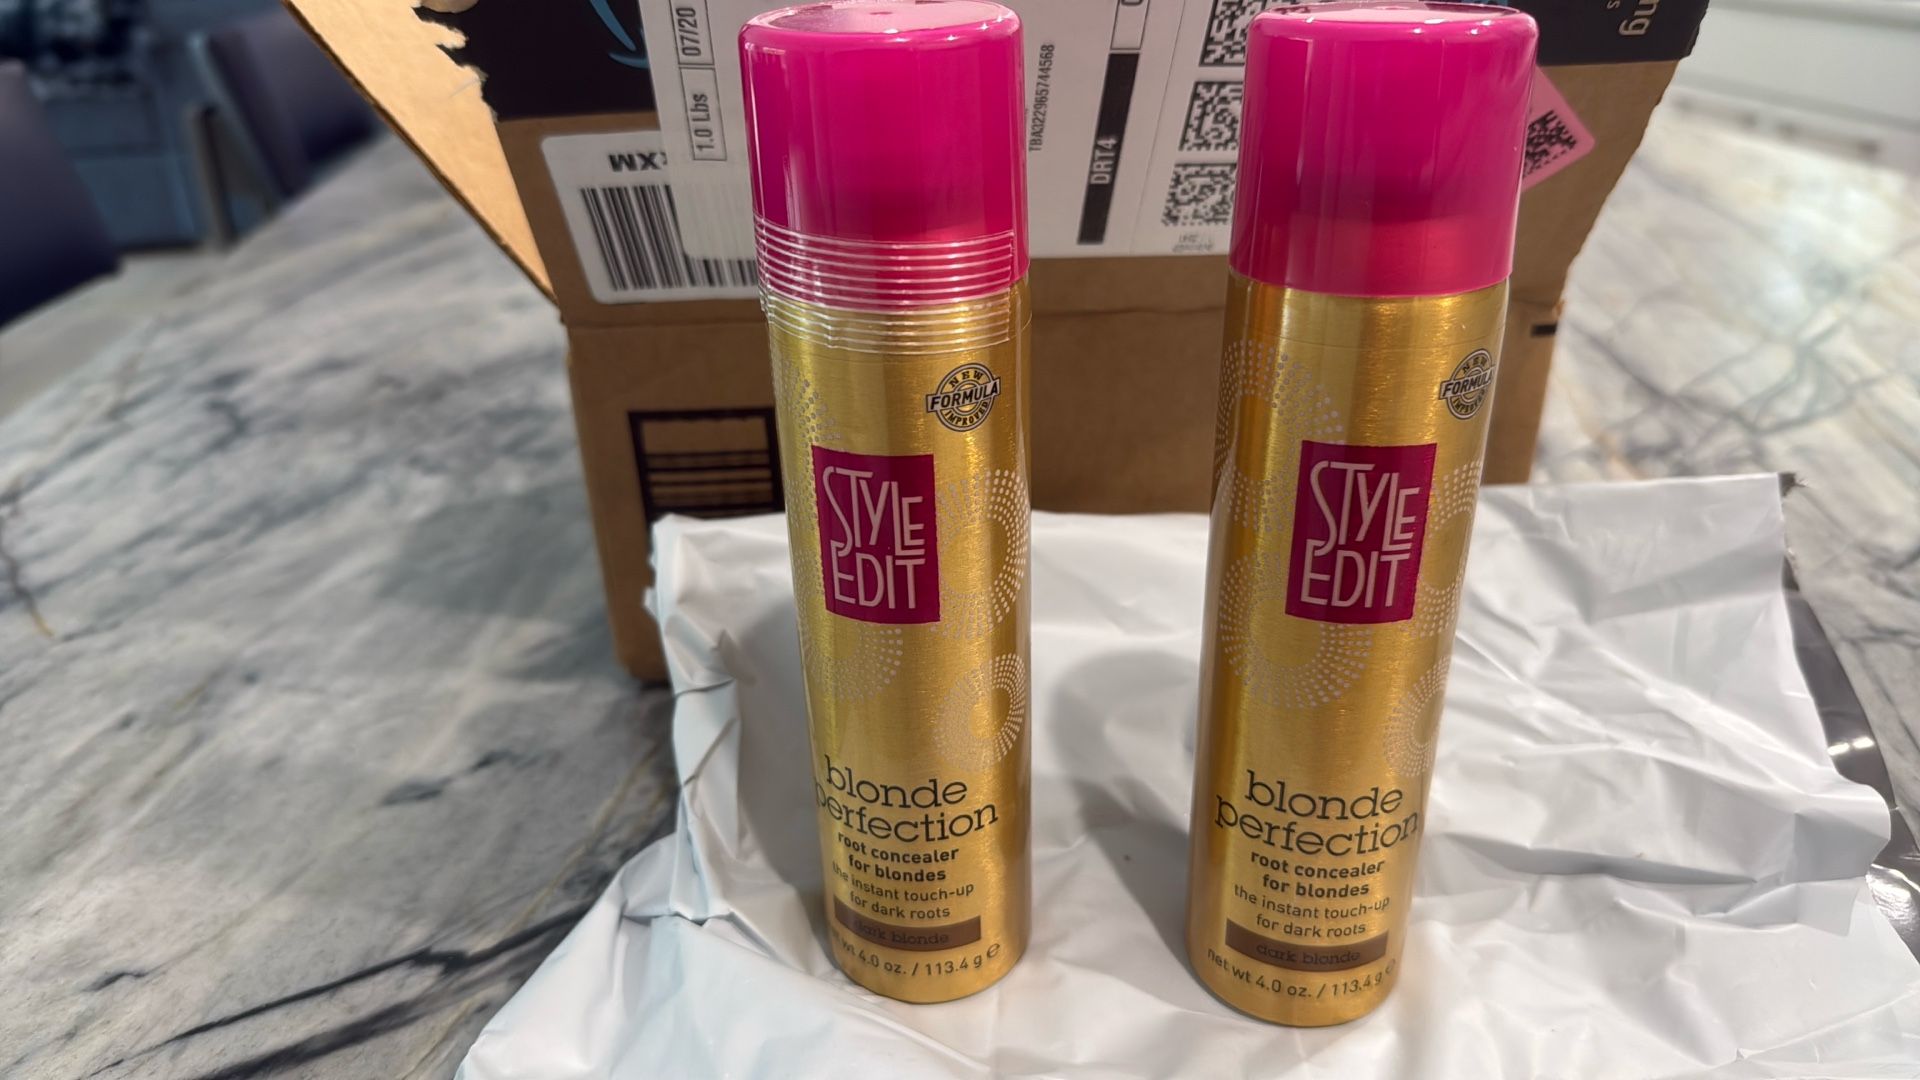 ng
s
1.0 Lbs
07/20
TBA322965744568
DRT4
XM
NEW
FORMULA
IMPROVED
STYLE
EDIT
blonde
perfection
root concealer
for blondes
the instant touch-up
for dark roots
dark blonde
net wt 4.0 oz. / 113.4 g e
NEW
FORMULA
IMPROVED
STYLE
EDIT
blonde
perfection
root concealer
for blondes
the instant touch-up
for dark roots
dark blonde
net wt 4.0 oz. / 113.4 g e